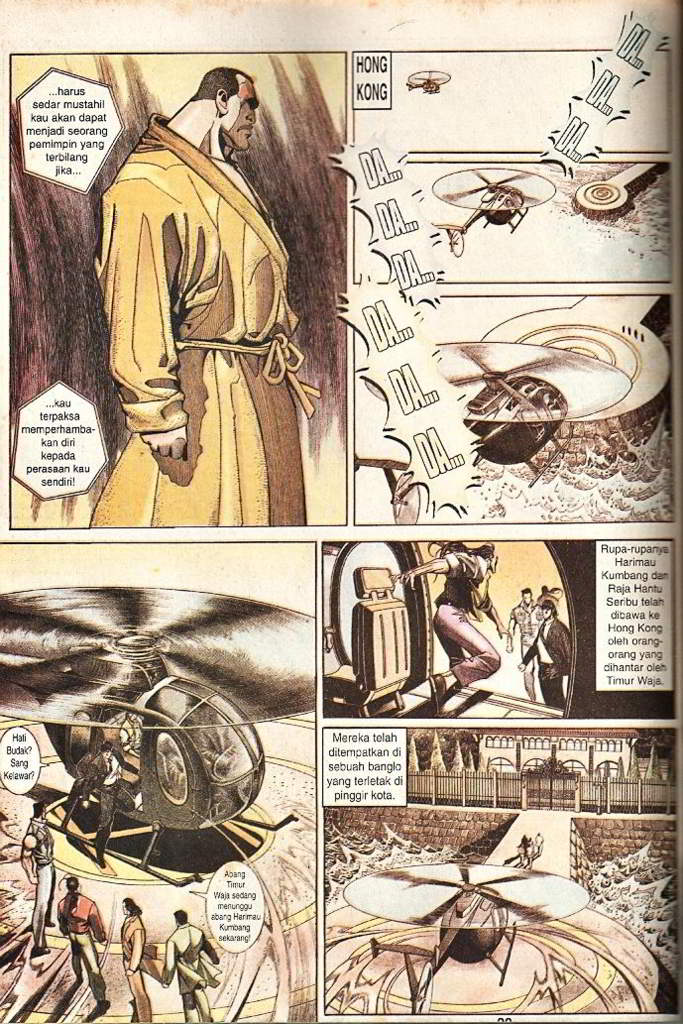 ...harus
sedar mustahil
kau akan dapat
menjadi seorang
pemimpin yang
terbilang
jika...
...kau
terpaksa
memperhamba-
kan diri
kepada
perasaan kau
sendiri!
HONG
KONG
DA...
DA...
DA...
DA...
DA...
DA...
DA...
DA...
DA...
Hati
Budak?
Sang
Kelawar?
Abang
Timur
Waja sedang
menunggu
abang Harimau
Kumbang
sekarang!
Rupa-rupanya
Harimau
Kumbang dan
Raja Hantu
Seribu telah
dibawa ke
Hong Kong
oleh orang-
orang yang
dihantar oleh
Timur Waja.
Mereka telah
ditempatkan di
sebuah banglo
yang terletak di
pinggir kota.